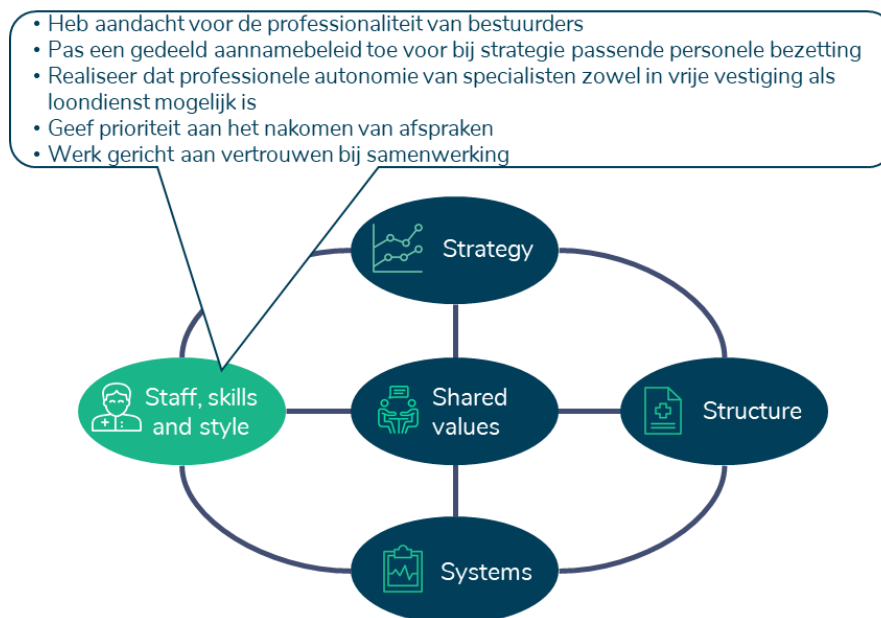 • Heb aandacht voor de professionaliteit van bestuurders
• Pas een gedeeld aannamebeleid toe voor bij strategie passende personele bezetting
• Realiseer dat professionele autonomie van specialisten zowel in vrije vestiging als
loondienst mogelijk is
• Geef prioriteit aan het nakomen van afspraken
• Werk gericht aan vertrouwen bij samenwerking
Strategy
Staff, skills
and style
Shared
values
Structure
Systems